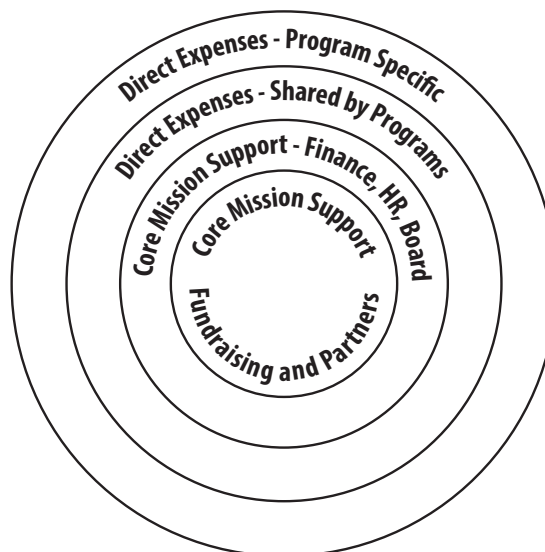 Direct Expenses - Program Specific
Direct Expenses - Shared by Programs
Core Mission Support - Finance, HR, Board
Core Mission Support
Fundraising and Partners